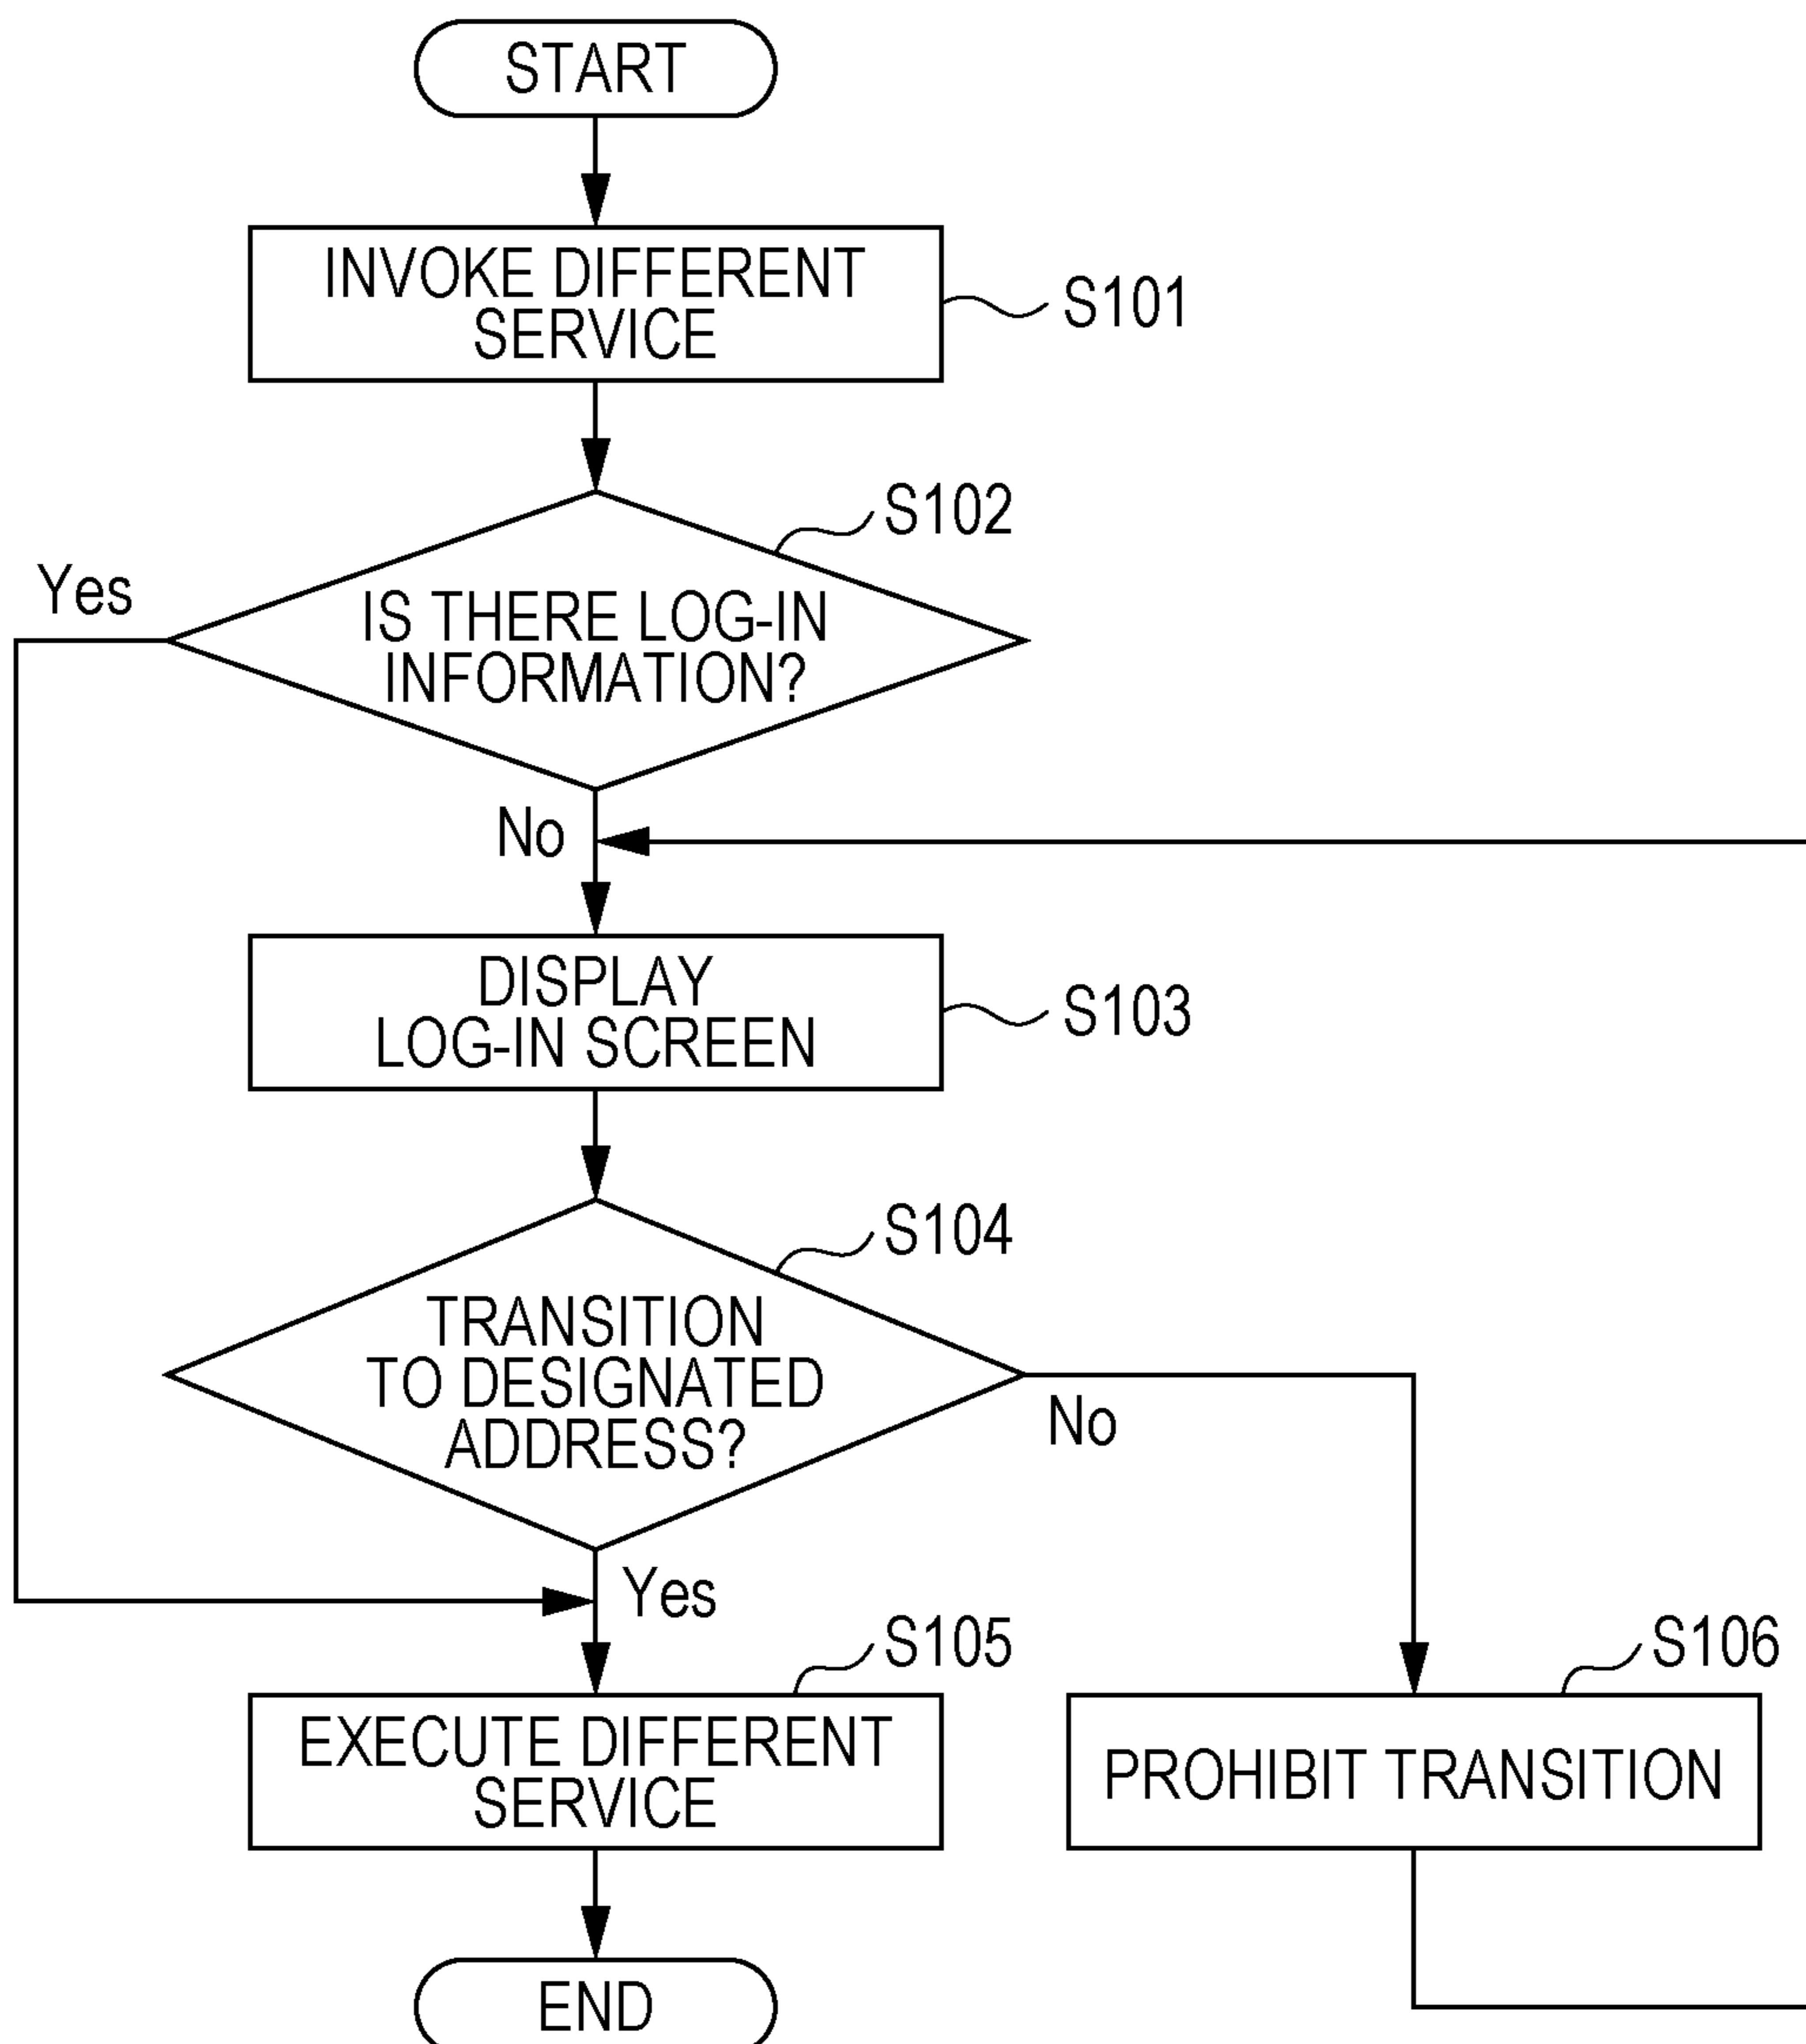 START
INVOKE DIFFERENT
SERVICE
S101
S102
Yes
IS THERE LOG-IN
INFORMATION?
No
DISPLAY
LOG-IN SCREEN
S103
S104
TRANSITION
TO DESIGNATED
ADDRESS?
No
Yes
S105
S106
EXECUTE DIFFERENT
SERVICE
PROHIBIT TRANSITION
END